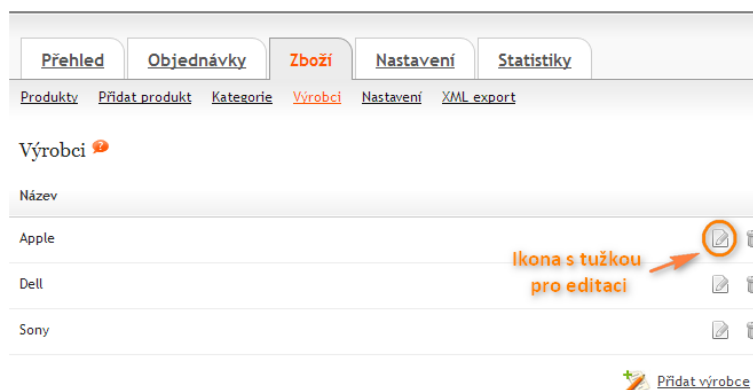 Přehled Objednávky Zboží Nastavení Statistiky
Produkty Přidat produkt Kategorie Výrobci Nastavení XML export
Výrobci
Název
Apple
Ikona s tužkou
pro editaci
Dell
Sony
Přidat výrobce